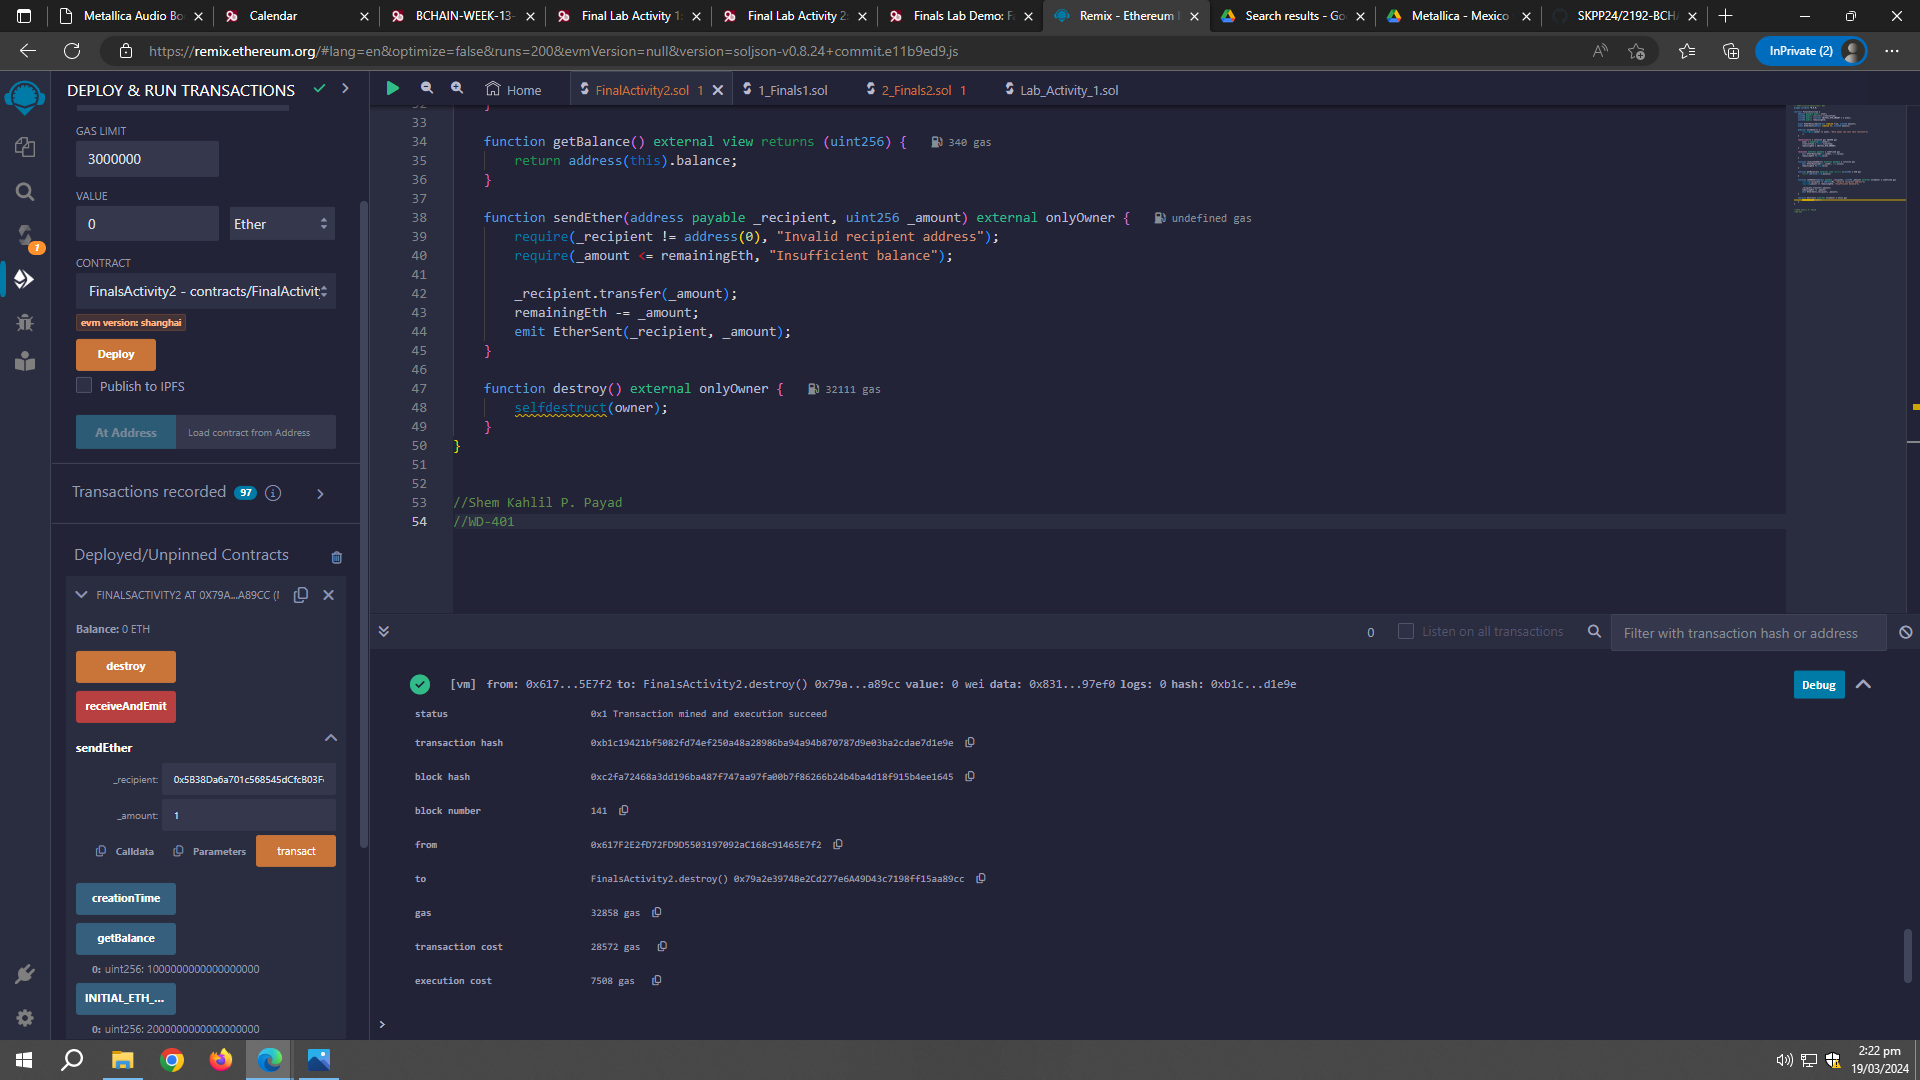 Metallica Audio Bo
Calendar
BCHAIN-WEEK-13-
Final Lab Activity 1:
Final Lab Activity 2:
Finals Lab Demo: F
Remix - Ethereum I
Search results - Go
Metallica - Mexico
SKPP24/2192-BCH
https://remix.ethereum.org/#lang=en&optimize=false&runs=200&evmVersion=null&version=soljson-v0.8.24+commit.e11b9ed9.js
InPrivate (2)
DEPLOY & RUN TRANSACTIONS
GAS LIMIT
3000000
VALUE
0
Ether
CONTRACT
FinalsActivity2 - contracts/FinalActivit
evm version: shanghai
Deploy
Publish to IPFS
At Address
Load contract from Address
Transactions recorded 97
Deployed/Unpinned Contracts
FINALSACTIVITY2 AT 0X79A...A89CC (
Balance: 0 ETH
destroy
receiveAndEmit
sendEther
_recipient: 0x5B38Da6a701c568545dCfcB03F
_amount: 1
Calldata
Parameters
transact
creationTime
getBalance
0: uint256: 1000000000000000000
INITIAL_ETH_...
0: uint256: 2000000000000000000
1
Home
FinalActivity2.sol 1
1_Finals1.sol
2_Finals2.sol 1
Lab_Activity_1.sol
32 }
33
34 function getBalance() external view returns (uint256) { 340 gas
35 return address(this).balance;
36 }
37
38 function sendEther(address payable _recipient, uint256 _amount) external onlyOwner { undefined gas
39 require(_recipient != address(0), "Invalid recipient address");
40 require(_amount <= remainingEth, "Insufficient balance");
41
42 _recipient.transfer(_amount);
43 remainingEth -= _amount;
44 emit EtherSent(_recipient, _amount);
45 }
46
47 function destroy() external onlyOwner { 32111 gas
48 selfdestruct(owner);
49 }
50 }
51
52
53 //Shem Kahlil P. Payad
54 //WD-401
0
Listen on all transactions
Filter with transaction hash or address
[vm] from: 0x617...5E7f2 to: FinalsActivity2.destroy() 0x79a...a89cc value: 0 wei data: 0x831...97ef0 logs: 0 hash: 0xb1c...d1e9e
Debug
status 0x1 Transaction mined and execution succeed
transaction hash 0xb1c19421bf5082fd74ef250a48a28986ba94a94b870787d9e03ba2cdae7d1e9e
block hash 0xc2fa72468a3dd196ba487f747aa97fa00b7f86266b24b4ba4d18f915b4ee1645
block number 141
from 0x617F2E2fD72FD9D5503197092aC168c91465E7f2
to FinalsActivity2.destroy() 0x79a2e3974Be2Cd277e6A49D43c7198ff15aa89cc
gas 32858 gas
transaction cost 28572 gas
execution cost 7508 gas
>
2:22 pm
19/03/2024